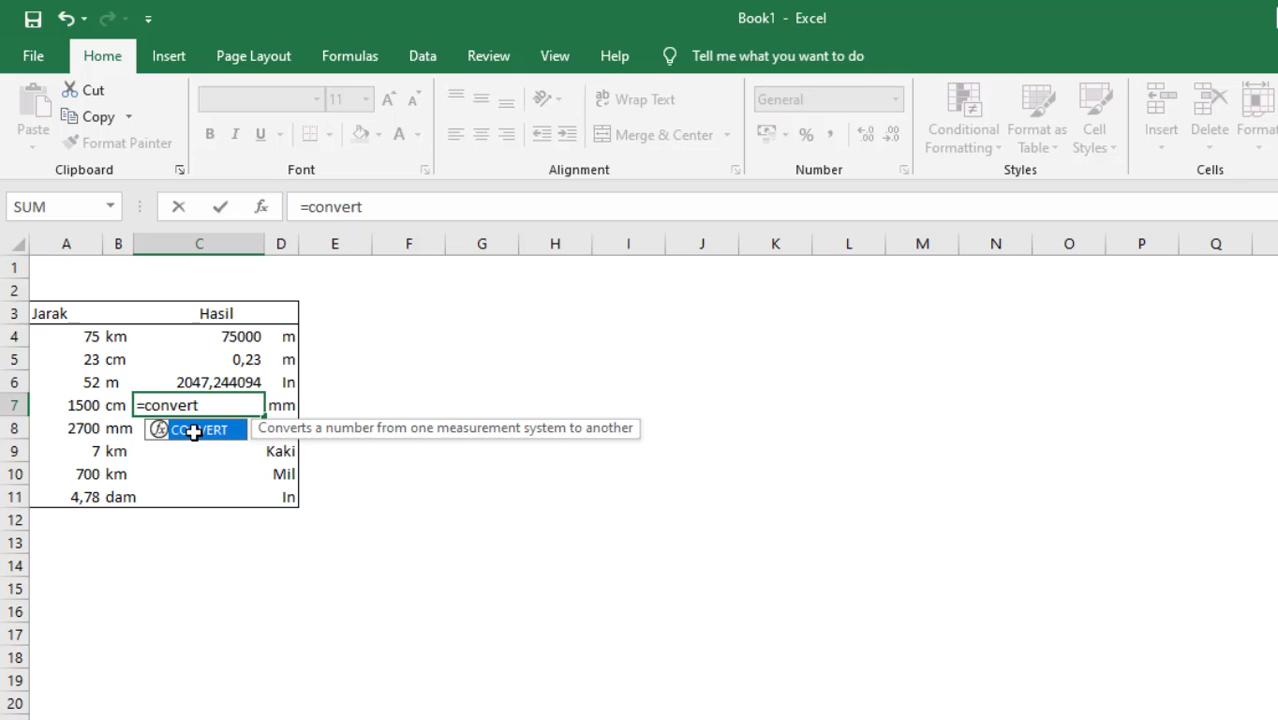 Book1 - Excel
File Home Insert Page Layout Formulas Data Review View Help Tell me what you want to do
Cut
Copy
Format Painter
Paste
11
Wrap Text
Merge & Center
General
Conditional Formatting
Format as Table
Cell Styles
Insert
Delete
Format
Clipboard Font Alignment Number Styles Cells
SUM =convert
A B C D E F G H I J K L M N O P Q
1
2
3 Jarak Hasil
4 75 km 75000 m
5 23 cm 0,23 m
6 52 m 2047,244094 In
7 1500 cm =convert mm
8 2700 mm CONVERT Converts a number from one measurement system to another
9 7 km Kaki
10 700 km Mil
11 4,78 dam In
12
13
14
15
16
17
18
19
20